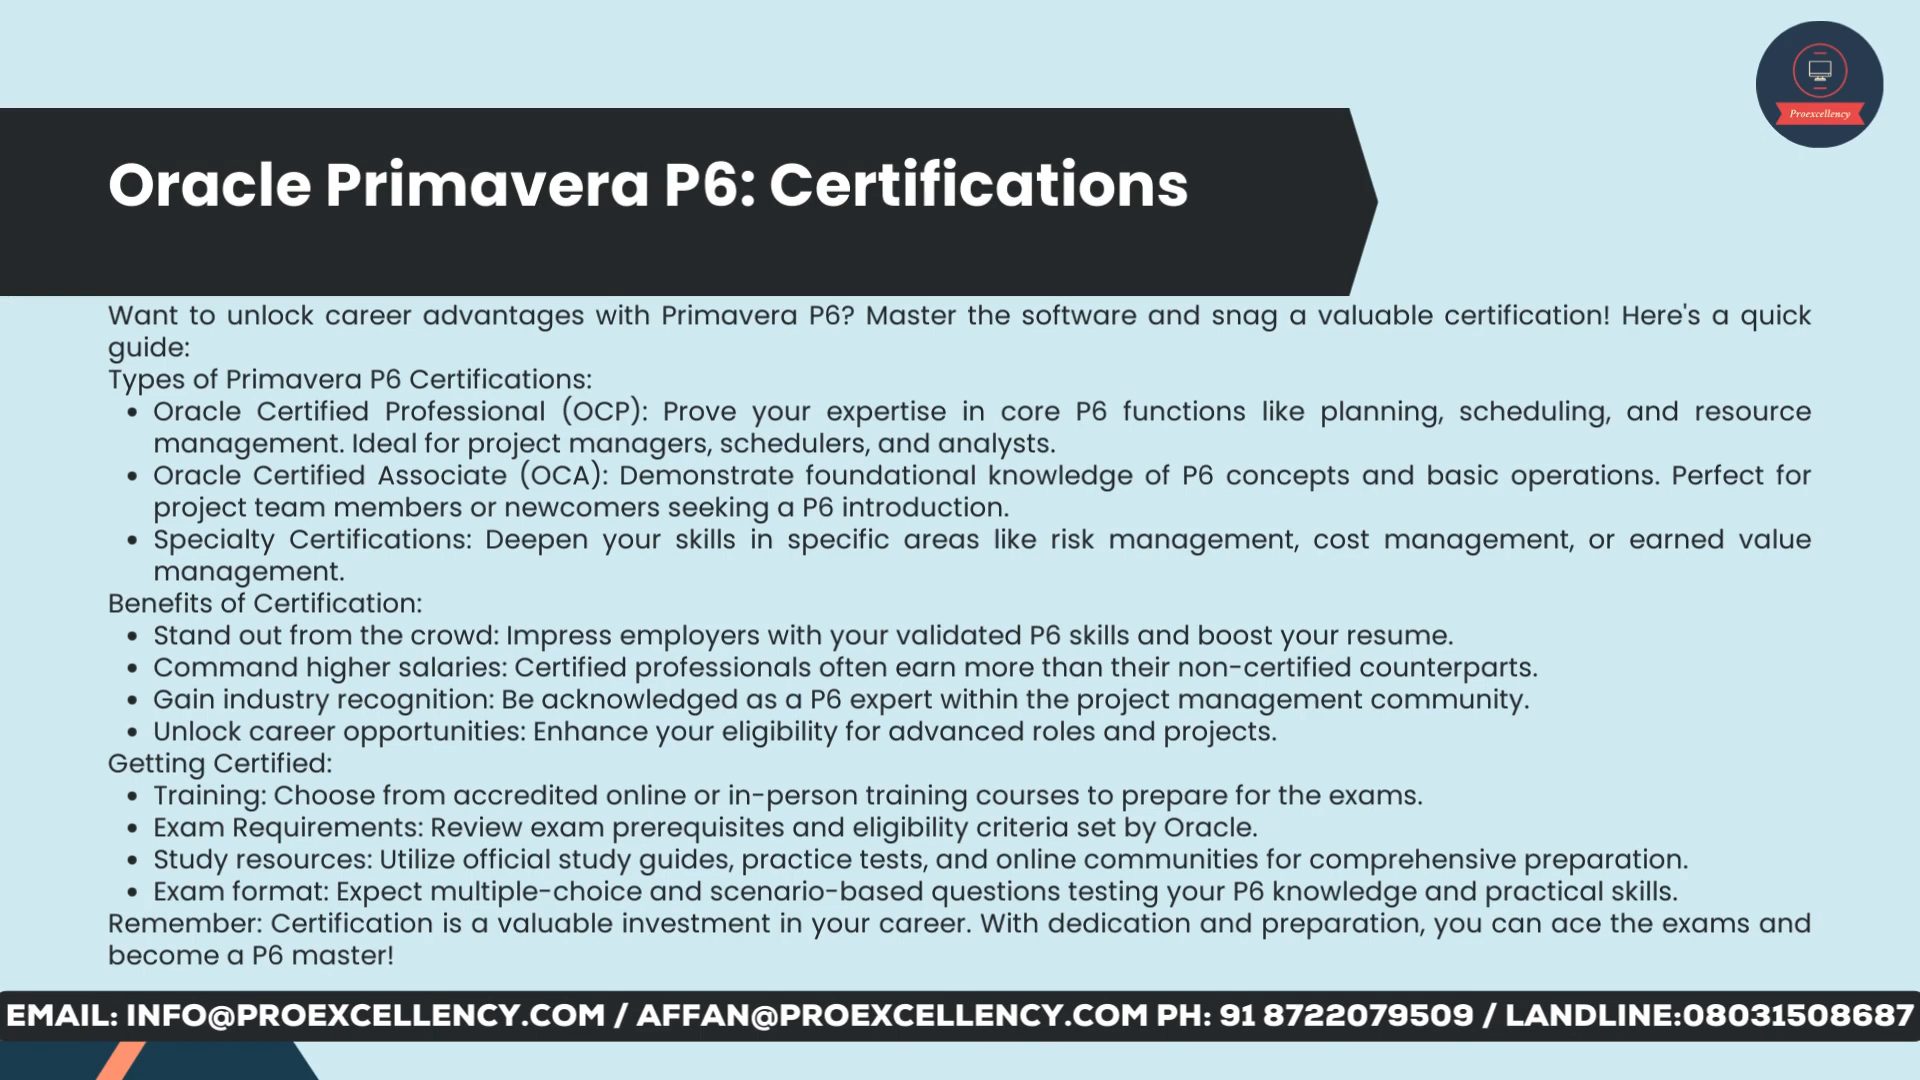 Proexcellency
Oracle Primavera P6: Certifications
Want to unlock career advantages with Primavera P6? Master the software and snag a valuable certification! Here's a quick
guide:
Types of Primavera P6 Certifications:
• Oracle Certified Professional (OCP): Prove your expertise in core P6 functions like planning, scheduling, and resource
management. Ideal for project managers, schedulers, and analysts.
• Oracle Certified Associate (OCA): Demonstrate foundational knowledge of P6 concepts and basic operations. Perfect for
project team members or newcomers seeking a P6 introduction.
• Specialty Certifications: Deepen your skills in specific areas like risk management, cost management, or earned value
management.
Benefits of Certification:
• Stand out from the crowd: Impress employers with your validated P6 skills and boost your resume.
• Command higher salaries: Certified professionals often earn more than their non-certified counterparts.
• Gain industry recognition: Be acknowledged as a P6 expert within the project management community.
• Unlock career opportunities: Enhance your eligibility for advanced roles and projects.
Getting Certified:
• Training: Choose from accredited online or in-person training courses to prepare for the exams.
• Exam Requirements: Review exam prerequisites and eligibility criteria set by Oracle.
• Study resources: Utilize official study guides, practice tests, and online communities for comprehensive preparation.
• Exam format: Expect multiple-choice and scenario-based questions testing your P6 knowledge and practical skills.
Remember: Certification is a valuable investment in your career. With dedication and preparation, you can ace the exams and
become a P6 master!
EMAIL: INFO@PROEXCELLENCY.COM / AFFAN@PROEXCELLENCY.COM PH: 91 8722079509 / LANDLINE:08031508687